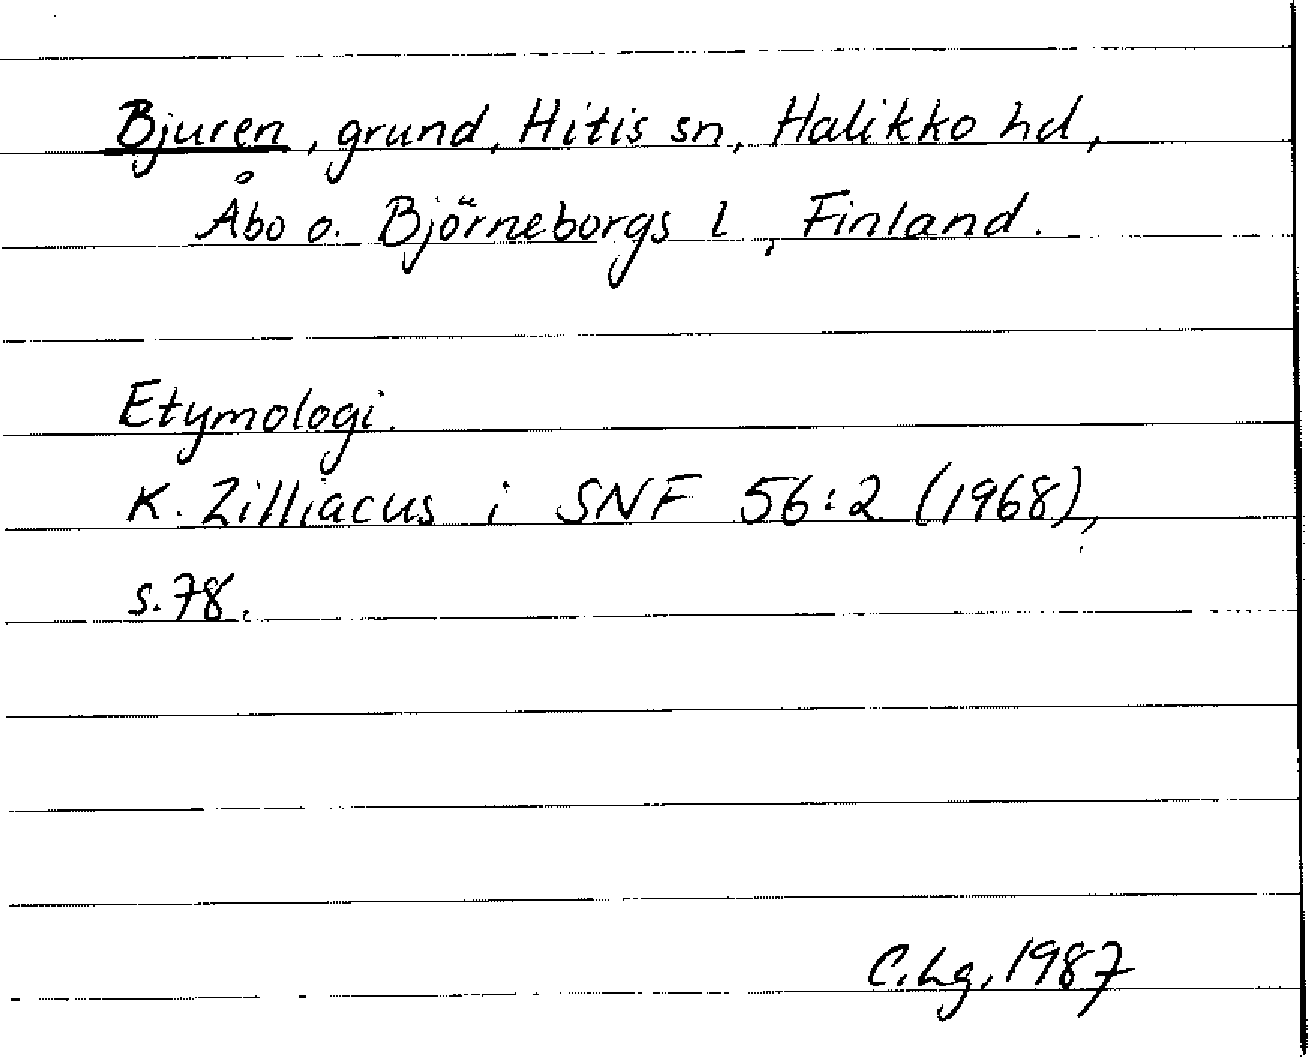 Bjuren, grund, Hitis sn, Halikko hd,
Åbo o. Björneborgs l, Finland.
Etymologi.
K. Zilliacus i SNF 56:2 (1968),
s. 78.
C. Lg, 1987